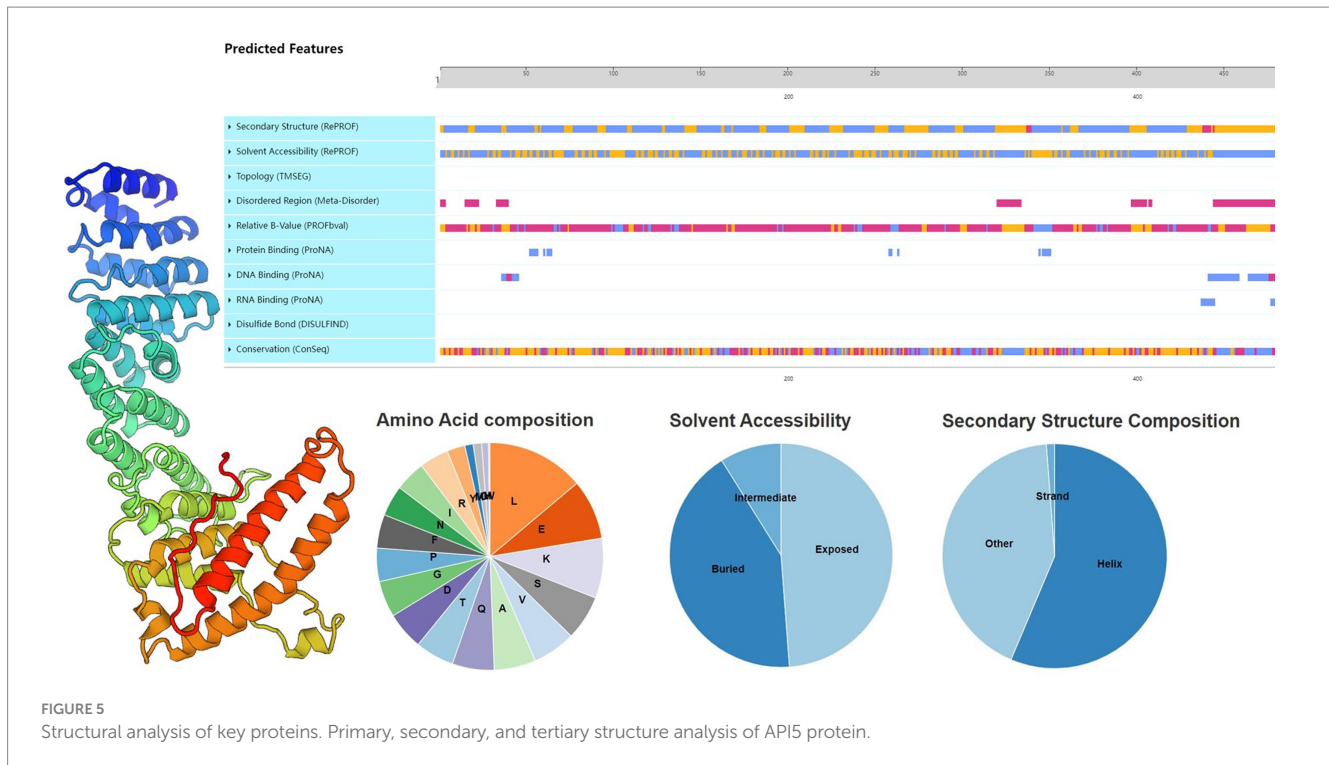 Predicted Features
1
50 100 150 200 250 300 350 400 450
200 400
Secondary Structure (RePROF)
Solvent Accessibility (RePROF)
Topology (TMSEG)
Disordered Region (Meta-Disorder)
Relative B-Value (PROFbval)
Protein Binding (ProNA)
DNA Binding (ProNA)
RNA Binding (ProNA)
Disulfide Bond (DISULFIND)
Conservation (ConSeq)
200 400
Amino Acid composition
L
E
K
S
V
A
Q
T
D
G
P
F
N
I
R
Y
M
W
Solvent Accessibility
Intermediate
Exposed
Buried
Secondary Structure Composition
Strand
Other
Helix
FIGURE 5
Structural analysis of key proteins. Primary, secondary, and tertiary structure analysis of API5 protein.